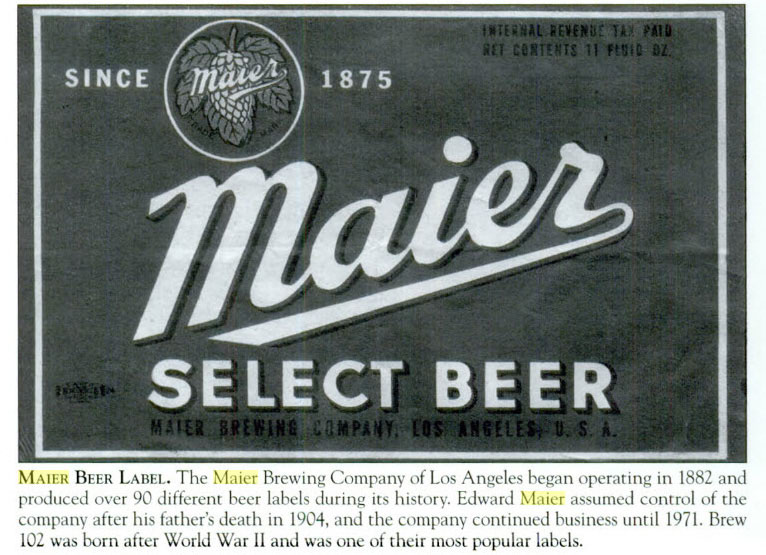 INTERNAL REVENUE TAX PAID
NET CONTENTS 11 FLUID OZ.
SINCE 1875
Maier
TRADE MARK
Maier
SELECT BEER
MAIER BREWING COMPANY, LOS ANGELES, U. S. A.
MAIER BEER LABEL. The Maier Brewing Company of Los Angeles began operating in 1882 and
produced over 90 different beer labels during its history. Edward Maier assumed control of the
company after his father's death in 1904, and the company continued business until 1971. Brew
102 was born after World War II and was one of their most popular labels.